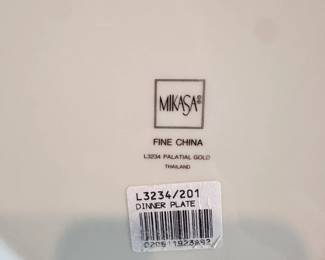 MIKASA
FINE CHINA
L3234 PALATIAL GOLD
THAILAND
L3234/201
DINNER PLATE